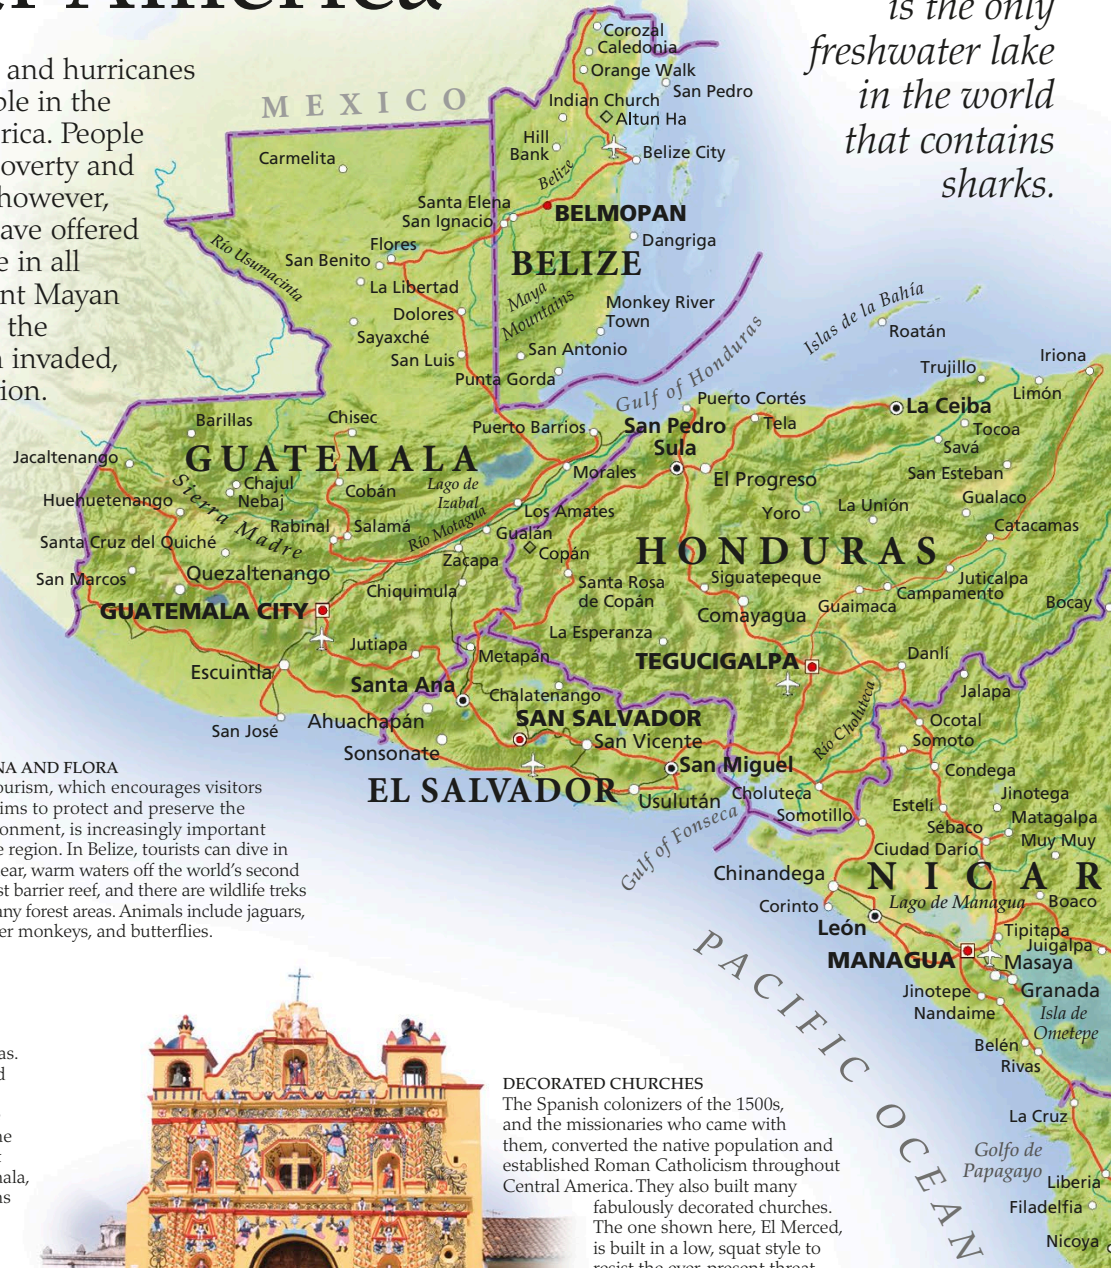 and hurricanes
in the
People
and
however,
offered
in all
Mayan
the
invaded,
is the only
freshwater lake
in the world
that contains
sharks.
MEXICO
Corozal
Caledonia
Orange Walk
San Pedro
Indian Church
Altun Ha
Hill
Bank
Belize City
Belize
Carmelita
Santa Elena
San Ignacio
BELMOPAN
Dangriga
BELIZE
Flores
San Benito
Río Usumacinta
La Libertad
Maya
Mountains
Monkey River
Town
Dolores
Sayaxché
San Luis
San Antonio
Punta Gorda
Gulf of Honduras
Islas de la Bahía
Roatán
Trujillo
Iriona
Limón
Barillas
Chisec
Puerto Barrios
Puerto Cortés
San Pedro
Sula
Tela
La Ceiba
Tocoa
Savá
Jacaltenango
GUATEMALA
Morales
El Progreso
San Esteban
Chajul
Nebaj
Cobán
Lago de
Izabal
Huehuetenango
Sierra Madre
Los Amates
Yoro
La Unión
Gualaco
Catacamas
Rabinal
Salamá
Río Motagua
Gualán
Copán
HONDURAS
Santa Cruz del Quiché
Zacapa
San Marcos
Quezaltenango
Chiquimula
Santa Rosa
de Copán
Siguatepeque
Juticalpa
Campamento
Guaimaca
Comayagua
Bocay
GUATEMALA CITY
La Esperanza
Jutiapa
Metapán
TEGUCIGALPA
Danlí
Escuintla
Santa Ana
Chalatenango
Jalapa
San José
Ahuachapán
SAN SALVADOR
Río Choluteca
Ocotal
Somoto
Sonsonate
San Vicente
San Miguel
Condega
EL SALVADOR
Usulután
Choluteca
Somotillo
Jinotega
Estelí
Matagalpa
Sébaco
Muy Muy
Ciudad Darío
Gulf of Fonseca
Chinandega
NICAR
Lago de Managua
Boaco
Corinto
León
Tipitapa
Juigalpa
MANAGUA
Masaya
Jinotepe
Granada
Nandaime
Isla de
Ometepe
Belén
Rivas
La Cruz
Golfo de
Papagayo
Liberia
Filadelfia
Nicoya
PACIFIC OCEAN
AND FLORA
which encourages visitors
to protect and preserve the
is increasingly important
region. In Belize, tourists can dive in
warm waters off the world's second
barrier reef, and there are wildlife treks
forest areas. Animals include jaguars,
monkeys, and butterflies.
DECORATED CHURCHES
The Spanish colonizers of the 1500s,
and the missionaries who came with
them, converted the native population and
established Roman Catholicism throughout
Central America. They also built many
fabulously decorated churches.
The one shown here, El Merced,
is built in a low, squat style to
resist the ever-present threat